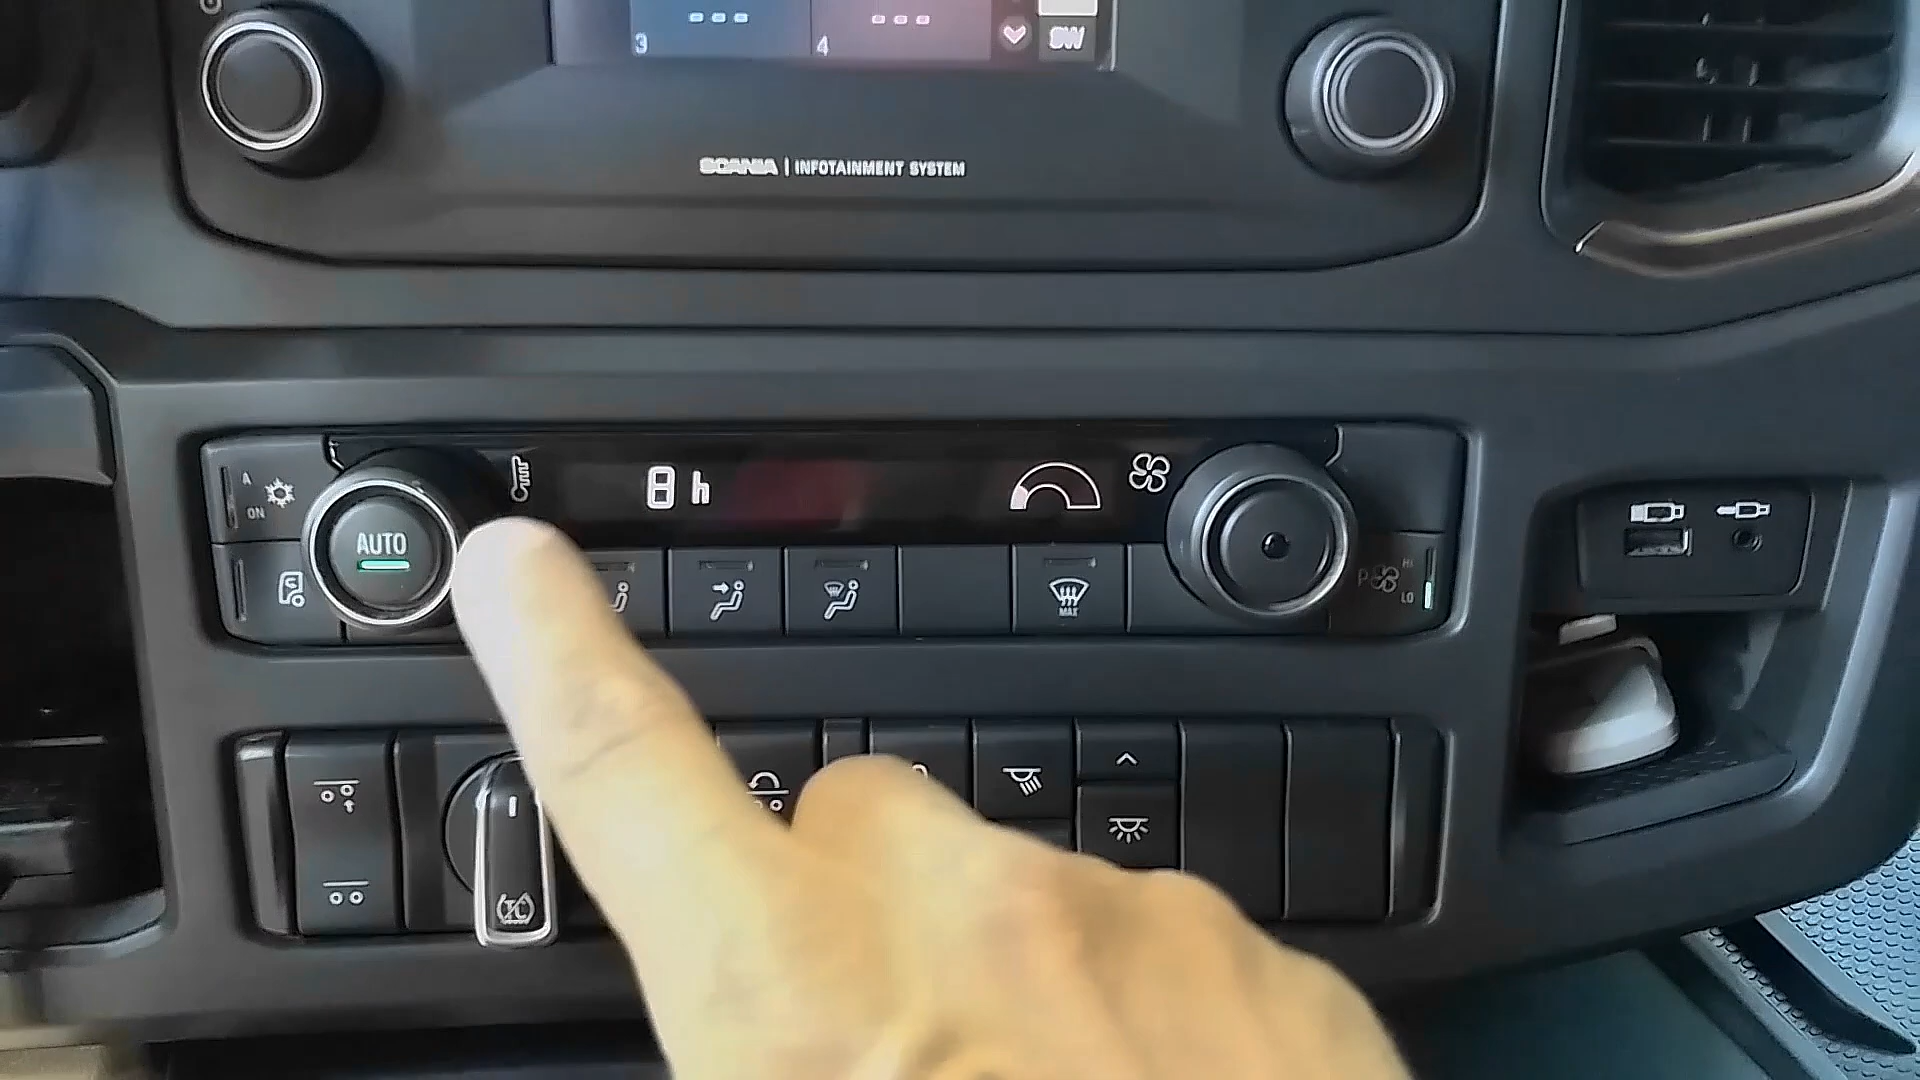 3
4
SW
SCANIA | INFOTAINMENT SYSTEM
A
ON
8 h
AUTO
MAX
P
HI
LO